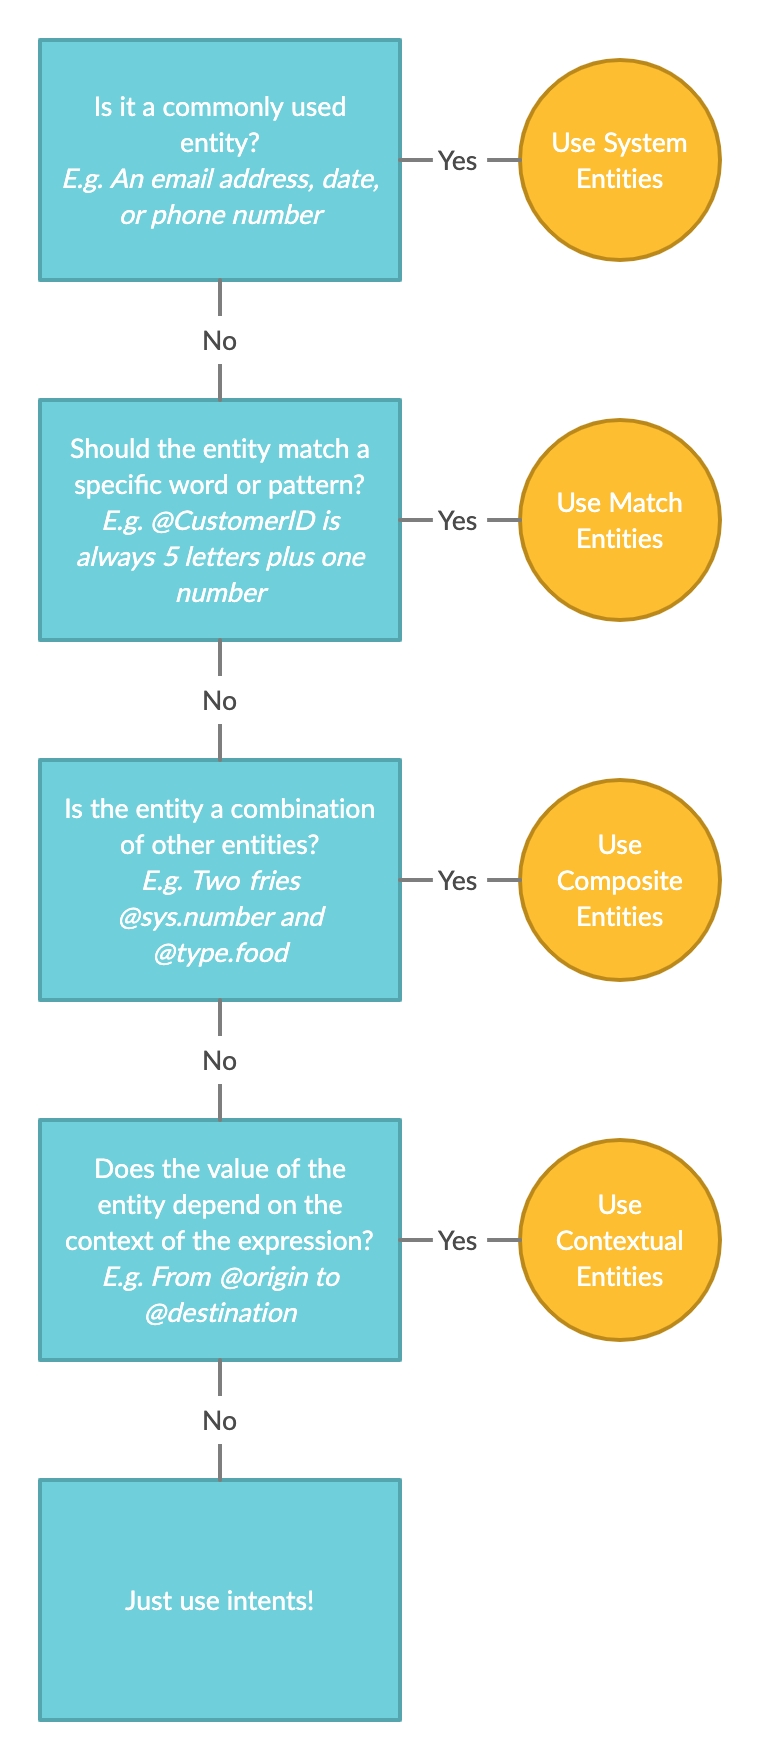 Is it a commonly used
entity?
E.g. An email address, date,
or phone number
Yes
Use System
Entities
No
Should the entity match a
specific word or pattern?
E.g. @CustomerID is
always 5 letters plus one
number
Yes
Use Match
Entities
No
Is the entity a combination
of other entities?
E.g. Two fries
@sys.number and
@type.food
Yes
Use
Composite
Entities
No
Does the value of the
entity depend on the
context of the expression?
E.g. From @origin to
@destination
Yes
Use
Contextual
Entities
No
Just use intents!